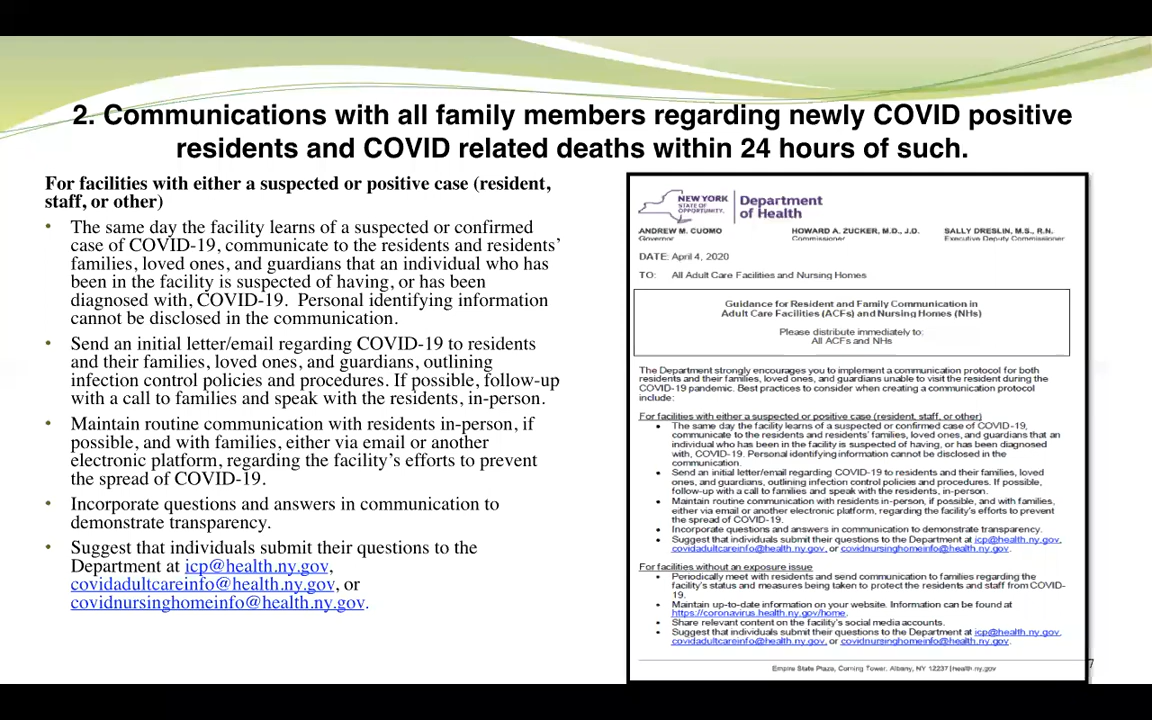 2. Communications with all family members regarding newly COVID positive
residents and COVID related deaths within 24 hours of such.
For facilities with either a suspected or positive case (resident,
staff, or other)
• The same day the facility learns of a suspected or confirmed
case of COVID-19, communicate to the residents and residents’
families, loved ones, and guardians that an individual who has
been in the facility is suspected of having, or has been
diagnosed with, COVID-19.  Personal identifying information
cannot be disclosed in the communication.
• Send an initial letter/email regarding COVID-19 to residents
and their families, loved ones, and guardians, outlining
infection control policies and procedures. If possible, follow-up
with a call to families and speak with the residents, in-person.
• Maintain routine communication with residents in-person, if
possible, and with families, either via email or another
electronic platform, regarding the facility’s efforts to prevent
the spread of COVID-19.
• Incorporate questions and answers in communication to
demonstrate transparency.
• Suggest that individuals submit their questions to the
Department at icp@health.ny.gov,
covidadultcareinfo@health.ny.gov, or
covidnursinghomeinfo@health.ny.gov.
NEW YORK
STATE OF
OPPORTUNITY.
Department
of Health
ANDREW M. CUOMO
Governor
HOWARD A. ZUCKER, M.D., J.D.
Commissioner
SALLY DRESLIN, M.S., R.N.
Executive Deputy Commissioner
DATE: April 4, 2020
TO: All Adult Care Facilities and Nursing Homes
Guidance for Resident and Family Communication in
Adult Care Facilities (ACFs) and Nursing Homes (NHs)
Please distribute immediately to:
All ACFs and NHs
The Department strongly encourages you to implement a communication protocol for both
residents and their families, loved ones, and guardians unable to visit the resident during the
COVID-19 pandemic. Best practices to consider when creating a communication protocol
include:
For facilities with either a suspected or positive case (resident, staff, or other)
• The same day the facility learns of a suspected or confirmed case of COVID-19,
communicate to the residents and residents' families, loved ones, and guardians that an
individual who has been in the facility is suspected of having, or has been diagnosed
with, COVID-19. Personal identifying information cannot be disclosed in the
communication.
• Send an initial letter/email regarding COVID-19 to residents and their families, loved
ones, and guardians, outlining infection control policies and procedures. If possible,
follow-up with a call to families and speak with the residents, in-person.
• Maintain routine communication with residents in-person, if possible, and with families,
either via email or another electronic platform, regarding the facility's efforts to prevent
the spread of COVID-19.
• Incorporate questions and answers in communication to demonstrate transparency.
• Suggest that individuals submit their questions to the Department at icp@health.ny.gov,
covidadultcareinfo@health.ny.gov, or covidnursinghomeinfo@health.ny.gov.
For facilities without an exposure issue
• Periodically meet with residents and send communication to families regarding the
facility's status and measures being taken to protect the residents and staff from COVID-
19.
• Maintain up-to-date information on your website. Information can be found at
https://coronavirus.health.ny.gov/home.
• Share relevant content on the facility's social media accounts.
• Suggest that individuals submit their questions to the Department at icp@health.ny.gov,
covidadultcareinfo@health.ny.gov, or covidnursinghomeinfo@health.ny.gov.
Empire State Plaza, Corning Tower, Albany, NY 12237|health.ny.gov
7